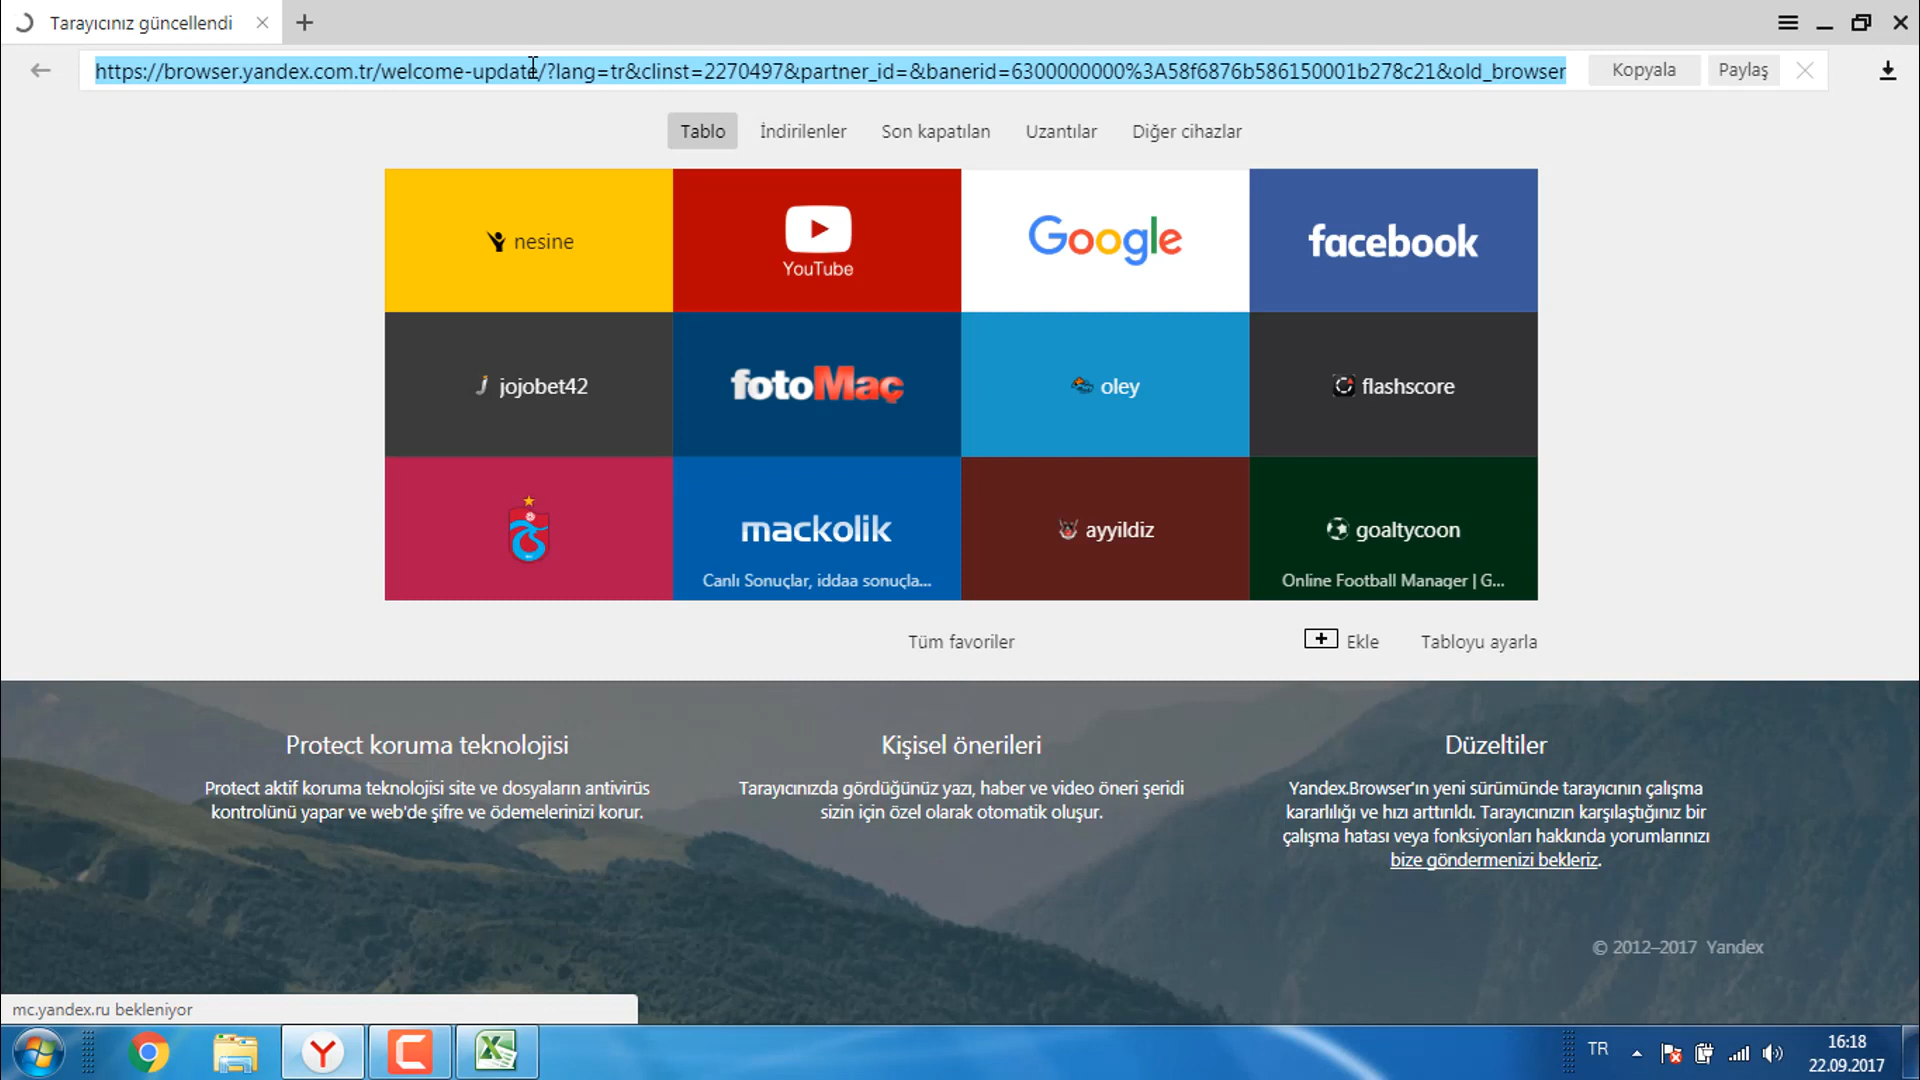 Tarayıcınız güncellendi
https://browser.yandex.com.tr/welcome-update/?lang=tr&clinst=2270497&partner_id=&banerid=6300000000%3A58f6876b586150001b278c21&old_browser
Kopyala
Paylaş
Tablo
İndirilenler
Son kapatılan
Uzantılar
Diğer cihazlar
nesine
YouTube
Google
facebook
jojobet42
fotoMaç
oley
flashscore
mackolik
Canlı Sonuçlar, iddaa sonuçla...
ayyildiz
goaltycoon
Online Football Manager | G...
Tüm favoriler
Ekle
Tabloyu ayarla
Protect koruma teknolojisi
Protect aktif koruma teknolojisi site ve dosyaların antivirüs
kontrolünü yapar ve web'de şifre ve ödemelerinizi korur.
Kişisel önerileri
Tarayıcınızda gördüğünüz yazı, haber ve video öneri şeridi
sizin için özel olarak otomatik oluşur.
Düzeltiler
Yandex.Browser'ın yeni sürümünde tarayıcının çalışma
kararlılığı ve hızı arttırıldı. Tarayıcınızın karşılaştığınız bir
çalışma hatası veya fonksiyonları hakkında yorumlarınızı
bize göndermenizi bekleriz.
© 2012–2017 Yandex
mc.yandex.ru bekleniyor
TR
16:18
22.09.2017